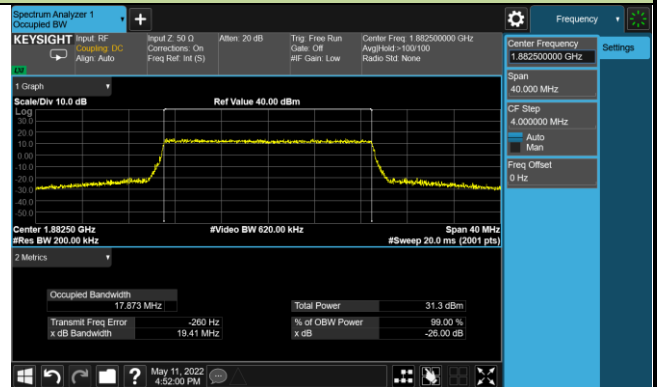 Spectrum Analyzer 1
Occupied BW
Frequency
KEYSIGHT
Input: RF
Coupling: DC
Align: Auto
Input Z: 50 Ω
Corrections: On
Freq Ref: Int (S)
Atten: 20 dB
Trig: Free Run
Gate: Off
#IF Gain: Low
Center Freq: 1.882500000 GHz
Avg|Hold:>100/100
Radio Std: None
Center Frequency
1.882500000 GHz
Settings
Span
40.000 MHz
CF Step
4.000000 MHz
Auto
Man
Freq Offset
0 Hz
1 Graph
Scale/Div 10.0 dB
Ref Value 40.00 dBm
Log
30.0
20.0
10.0
0.00
-10.0
-20.0
-30.0
-40.0
-50.0
Center 1.88250 GHz
#Video BW 620.00 kHz
Span 40 MHz
#Res BW 200.00 kHz
#Sweep 20.0 ms (2001 pts)
2 Metrics
Occupied Bandwidth
17.873 MHz
Total Power 31.3 dBm
Transmit Freq Error -260 Hz
% of OBW Power 99.00 %
x dB Bandwidth 19.41 MHz
x dB -26.00 dB
May 11, 2022
4:52:00 PM